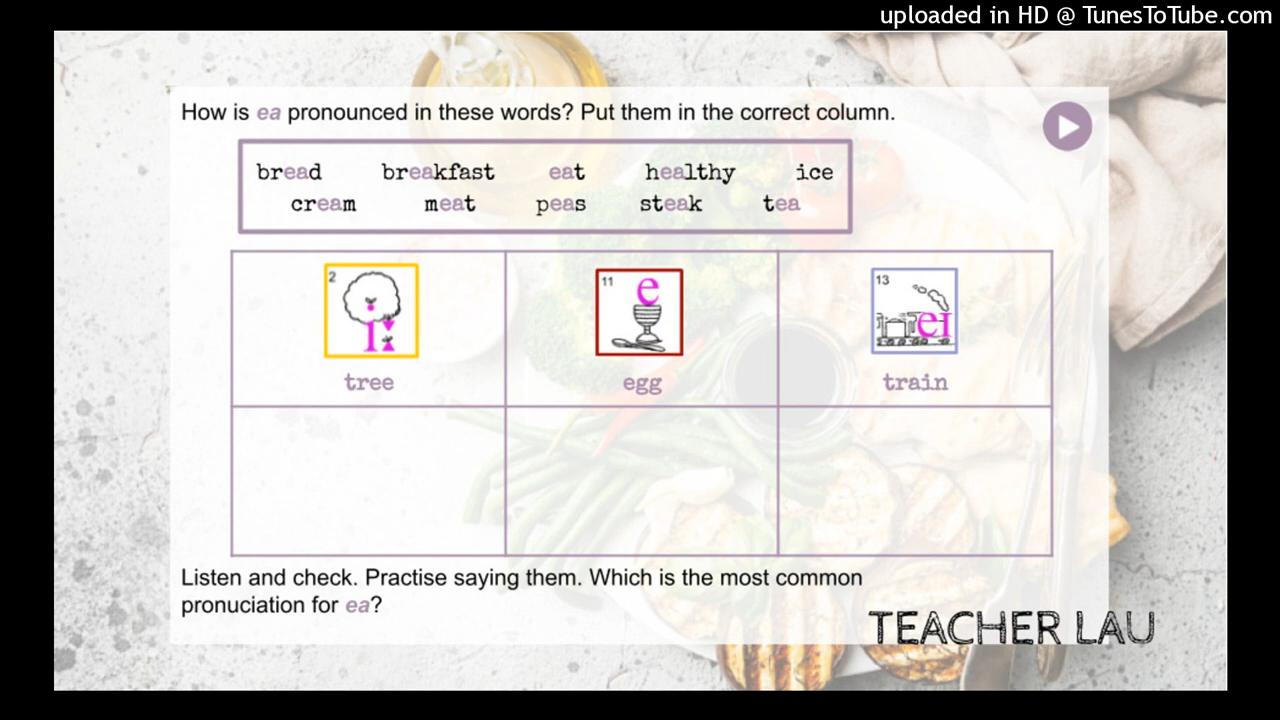 uploaded in HD @ TunesToTube.com
How is ea pronounced in these words? Put them in the correct column.
bread breakfast eat healthy ice
cream meat peas steak tea
2 11 13
iː e eɪ
tree egg train
Listen and check. Practise saying them. Which is the most common
pronuciation for ea?
TEACHER LAU